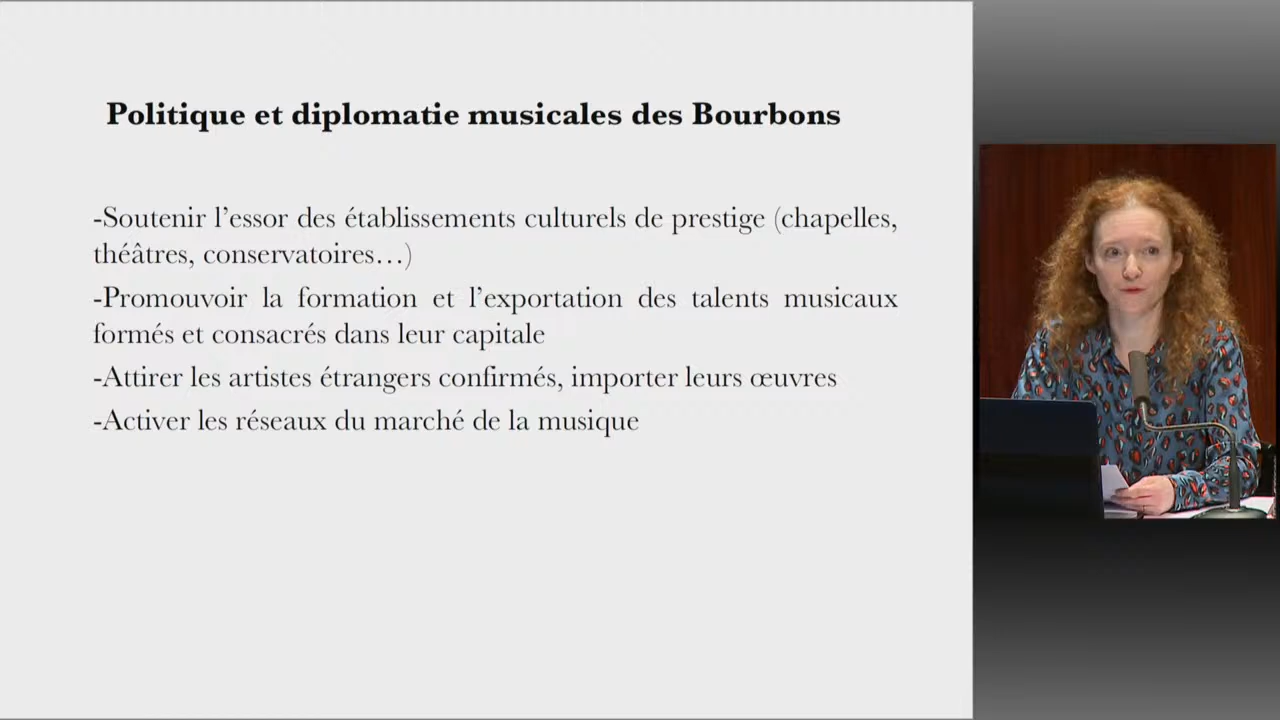 Politique et diplomatie musicales des Bourbons
-Soutenir l’essor des établissements culturels de prestige (chapelles,
théâtres, conservatoires…)
-Promouvoir la formation et l’exportation des talents musicaux
formés et consacrés dans leur capitale
-Attirer les artistes étrangers confirmés, importer leurs œuvres
-Activer les réseaux du marché de la musique